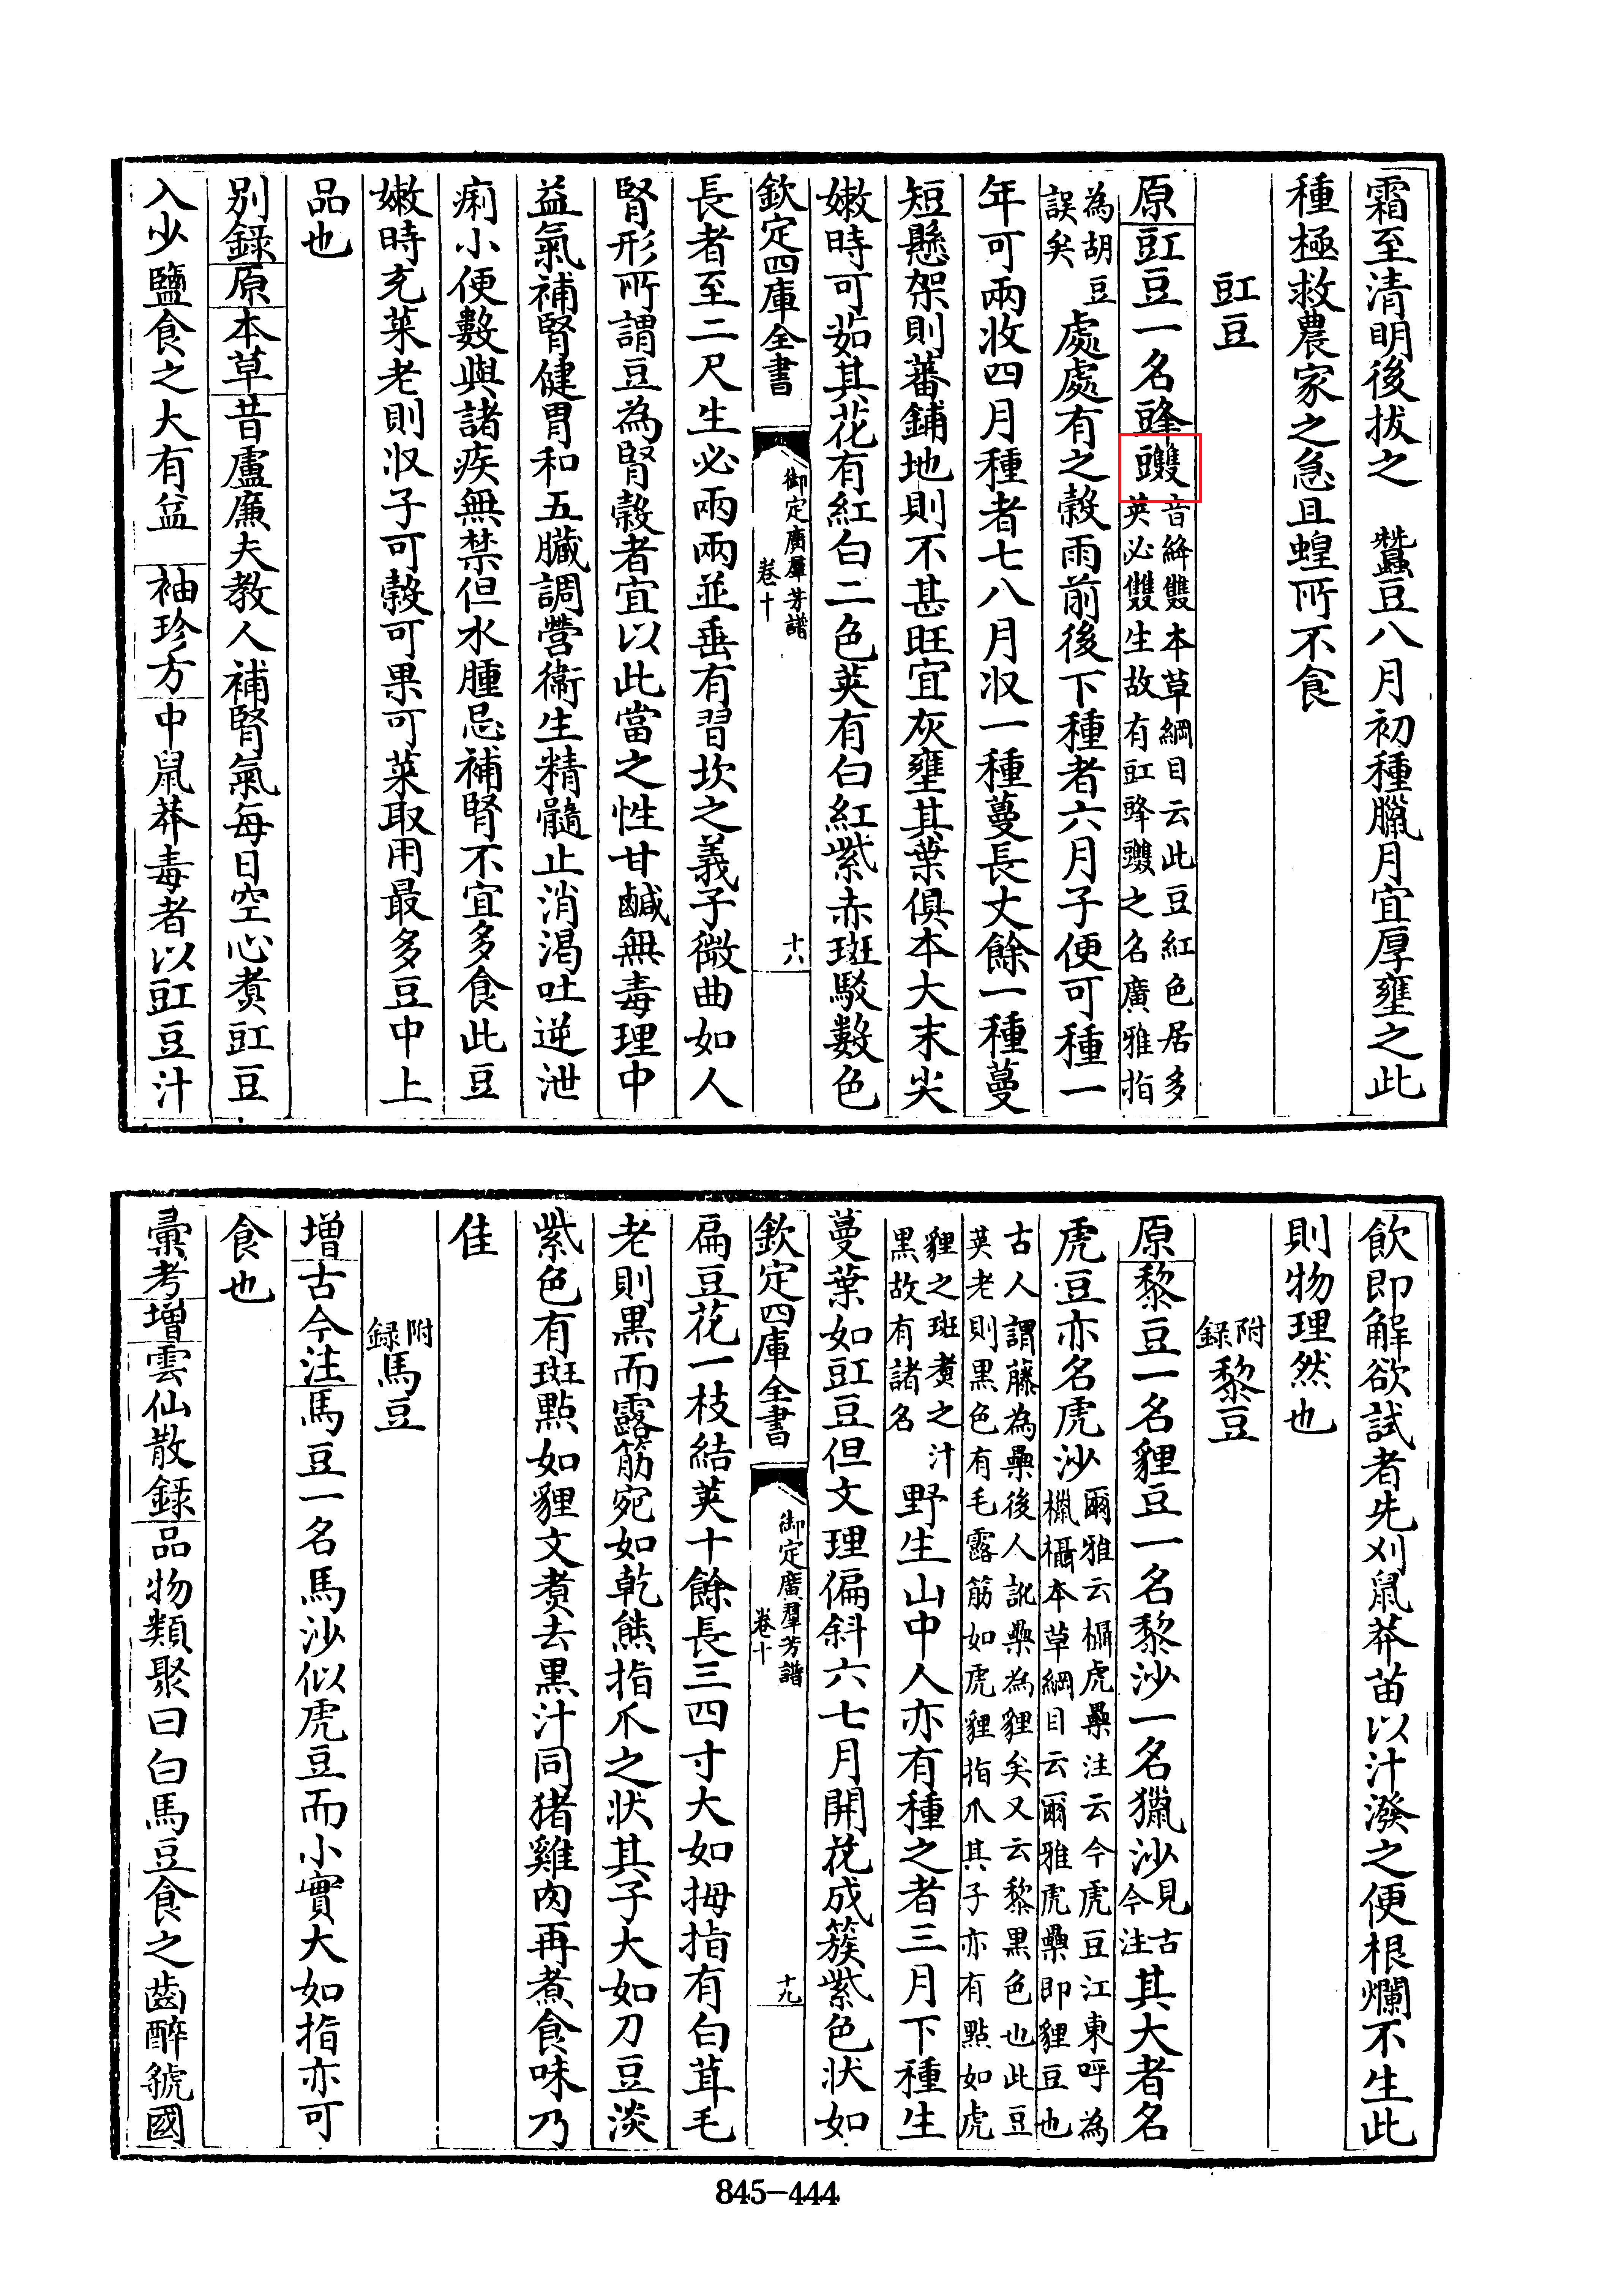 霜至清明後拔之　蠶豆八月初種臘月宜厚壅之此
種極救農家之急且蝗所不食
豇豆
原豇豆一名𧯆䜶音絳雙本草綱目云此豆紅色居多莢必雙生故有豇𧯆䜶之名廣雅指
為胡豆誤矣處處有之穀雨前後下種者六月子便可種一
年可兩收四月種者七八月收一種蔓長丈餘一種蔓
短懸架則蕃鋪地則不甚旺宜灰壅其葉俱本大末尖
嫩時可茹其花有紅白二色莢有白紅紫赤斑駁數色
欽定四庫全書　御定廣羣芳譜卷十　十八
長者至二尺生必兩兩並垂有習坎之義子微曲如人
腎形所謂豆為腎穀者宜以此當之性甘鹹無毒理中
益氣補腎健胃和五臟調營衞生精髓止消渴吐逆泄
痢小便數與諸疾無禁但水腫忌補腎不宜多食此豆
嫩時充菜老則收子可穀可果可菜取用最多豆中上
品也
别錄原本草昔盧廉夫教人補腎氣每日空心煑豇豆
入少鹽食之大有益　袖珍方中鼠莽毒者以豇豆汁
飲即解欲試者先刈鼠莽苗以汁潑之便根爛不生此
則物理然也
附錄黎豆
原黎豆一名貍豆一名黎沙一名獵沙見古今注其大者名
虎豆亦名虎沙爾雅云欇虎櫐注云今虎豆江東呼為欇櫐本草綱目云爾雅虎櫐即貍豆也
古人謂藤為櫐後人訛櫐為貍矣又云黎黑色也此豆莢老則黑色有毛露筋如虎貍指爪其子亦有點如虎
貍之斑煑之汁黑故有諸名野生山中人亦有種之者三月下種生
蔓葉如豇豆但文理偏斜六七月開花成簇紫色狀如
欽定四庫全書　御定廣羣芳譜卷十　十九
扁豆花一枝結莢十餘長三四寸大如拇指有白茸毛
老則黑而露筋宛如乾熊指爪之狀其子大如刀豆淡
紫色有斑點如貍文煑去黑汁同猪雞肉再煮食味乃
佳
附錄馬豆
增古今注馬豆一名馬沙似虎豆而小實大如指亦可
食也
彙考增雲仙散錄品物類聚曰白馬豆食之齒醉虢國
845-444